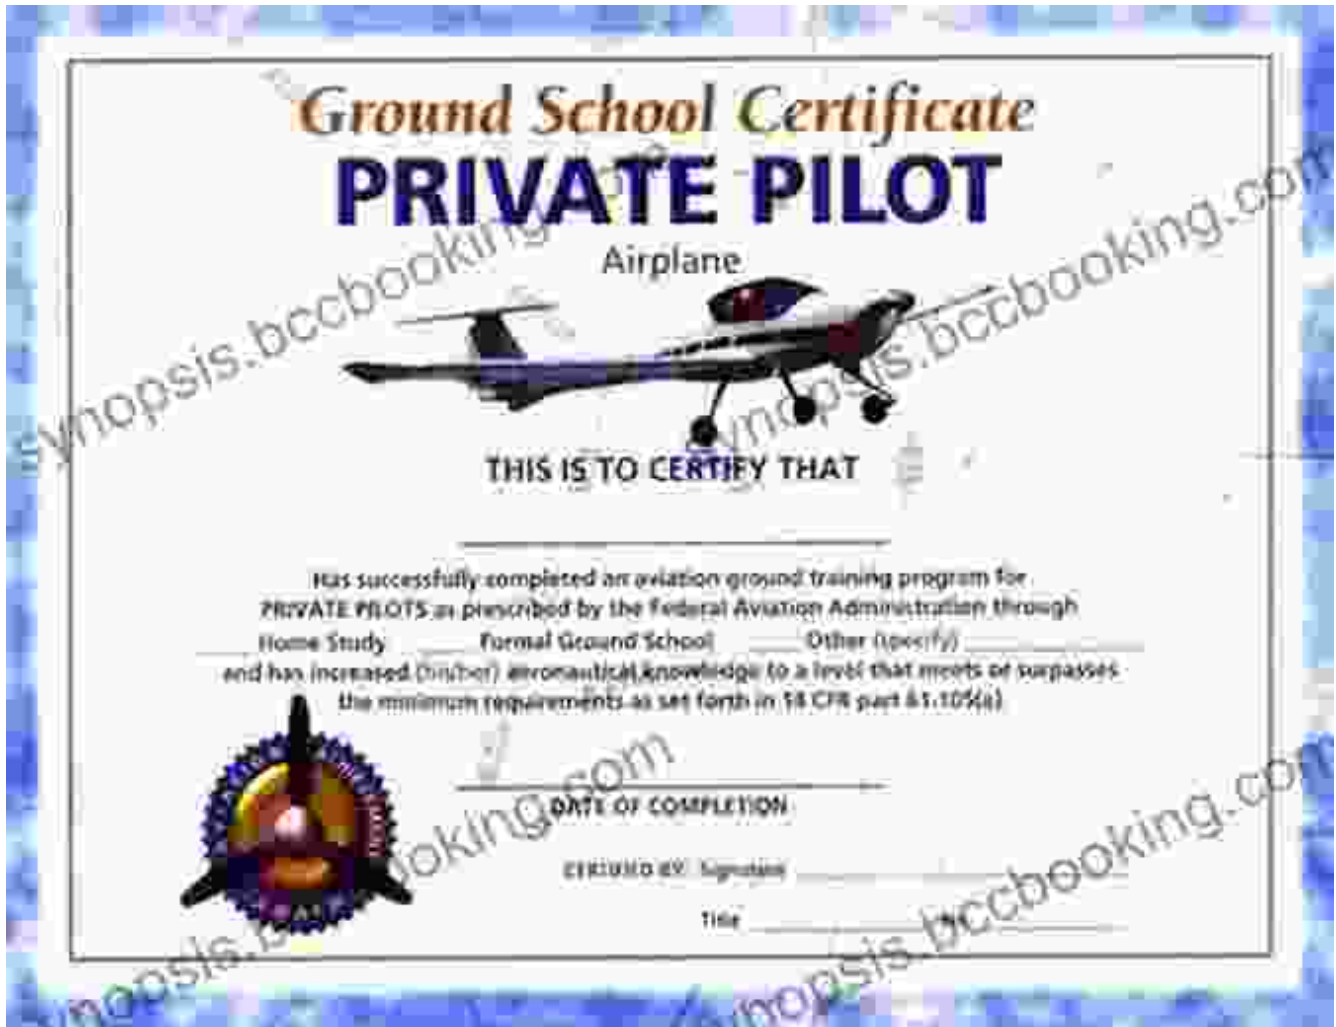 Ground School Certificate
PRIVATE PILOT
Airplane
THIS IS TO CERTIFY THAT
Has successfully completed an aviation ground training program for
PRIVATE PILOTS as prescribed by the Federal Aviation Administration through
Home Study Formal Ground School Other (specify)
and has increased (his/her) aeronautical knowledge to a level that meets or surpasses
the minimum requirements as set forth in 14 CFR part 61.105(a)
DATE OF COMPLETION
CERTIFIED BY: Signature
Title
synopsis.bccbooking.com
synopsis.bccbooking.com
synopsis.bccbooking.com
synopsis.bccbooking.com